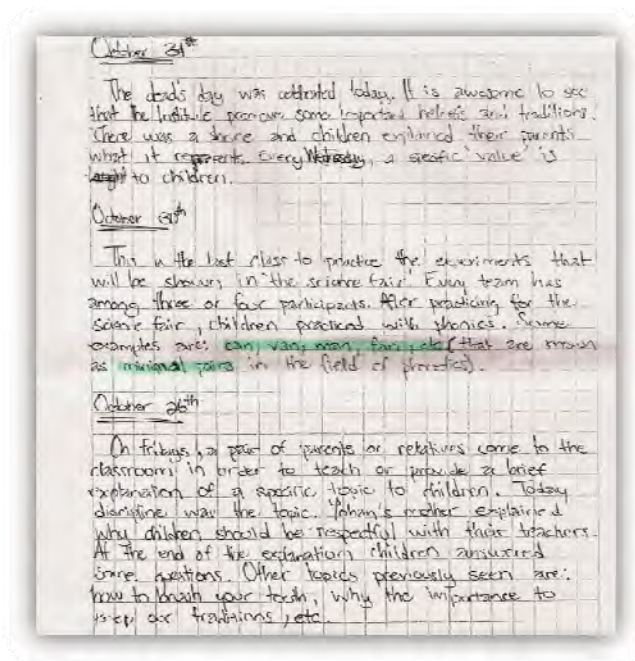 October 31th
The dead's day was celebrated today. It is awesome to see
that the Institute promove some important beliefs and traditions.
There was a shrine and children explained their parents
what it represents. Every Wednesday, a specific 'value' is
to children.
October
This is the last class to practice the experiments that
will be shown in 'the science fair'. Every team has
among three or four participants. After practicing for the
science fair, children practiced with phonics. Some
examples are: can, van, man, fan, etc (that are known
as minimal pairs in the field of phonetics).
October 26th
On fridays, a pair of parents or relatives come to the
classroom in order to teach or provide a brief
explanation of a specific topic to children. Today
discipline was the topic. Yohan's mother explained
why children should be respectful with their teachers.
At the end of the explanation children answered
some questions. Other topics previously seen are:
how to brush your teeth, why the importance to
keep our traditions, etc.